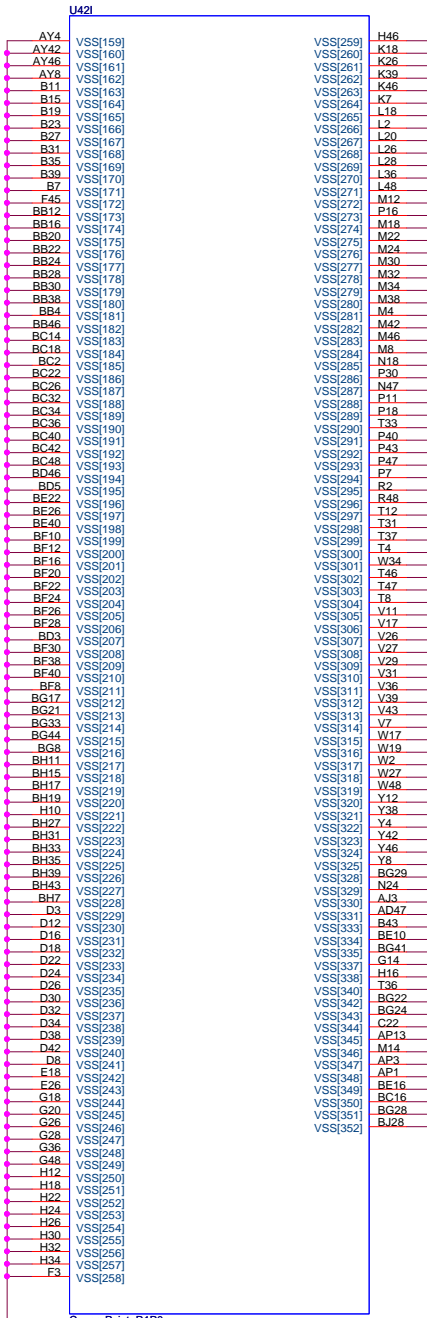 U42I
AY4 VSS[159] VSS[259] H46
AY42 VSS[160] VSS[260] K18
AY46 VSS[161] VSS[261] K26
AY8 VSS[162] VSS[262] K39
B11 VSS[163] VSS[263] K46
B15 VSS[164] VSS[264] K7
B19 VSS[165] VSS[265] L18
B23 VSS[166] VSS[266] L2
B27 VSS[167] VSS[267] L20
B31 VSS[168] VSS[268] L26
B35 VSS[169] VSS[269] L28
B39 VSS[170] VSS[270] L36
B7 VSS[171] VSS[271] L48
F45 VSS[172] VSS[272] M12
BB12 VSS[173] VSS[273] P16
BB16 VSS[174] VSS[274] M18
BB20 VSS[175] VSS[275] M22
BB22 VSS[176] VSS[276] M24
BB24 VSS[177] VSS[277] M30
BB28 VSS[178] VSS[278] M32
BB30 VSS[179] VSS[279] M34
BB38 VSS[180] VSS[280] M38
BB4 VSS[181] VSS[281] M4
BB46 VSS[182] VSS[282] M42
BC14 VSS[183] VSS[283] M46
BC18 VSS[184] VSS[284] M8
BC2 VSS[185] VSS[285] N18
BC22 VSS[186] VSS[286] P30
BC26 VSS[187] VSS[287] N47
BC32 VSS[188] VSS[288] P11
BC34 VSS[189] VSS[289] P18
BC36 VSS[190] VSS[290] T33
BC40 VSS[191] VSS[291] P40
BC42 VSS[192] VSS[292] P43
BC48 VSS[193] VSS[293] P47
BD46 VSS[194] VSS[294] P7
BD5 VSS[195] VSS[295] R2
BE22 VSS[196] VSS[296] R48
BE26 VSS[197] VSS[297] T12
BE40 VSS[198] VSS[298] T31
BF10 VSS[199] VSS[299] T37
BF12 VSS[200] VSS[300] T4
BF16 VSS[201] VSS[301] W34
BF20 VSS[202] VSS[302] T46
BF22 VSS[203] VSS[303] T47
BF24 VSS[204] VSS[304] T8
BF26 VSS[205] VSS[305] V11
BF28 VSS[206] VSS[306] V17
BD3 VSS[207] VSS[307] V26
BF30 VSS[208] VSS[308] V27
BF38 VSS[209] VSS[309] V29
BF40 VSS[210] VSS[310] V31
BF8 VSS[211] VSS[311] V36
BG17 VSS[212] VSS[312] V39
BG21 VSS[213] VSS[313] V43
BG33 VSS[214] VSS[314] V7
BG44 VSS[215] VSS[315] W17
BG8 VSS[216] VSS[316] W19
BH11 VSS[217] VSS[317] W2
BH15 VSS[218] VSS[318] W27
BH17 VSS[219] VSS[319] W48
BH19 VSS[220] VSS[320] Y12
H10 VSS[221] VSS[321] Y38
BH27 VSS[222] VSS[322] Y4
BH31 VSS[223] VSS[323] Y42
BH33 VSS[224] VSS[324] Y46
BH35 VSS[225] VSS[325] Y8
BH39 VSS[226] VSS[328] BG29
BH43 VSS[227] VSS[329] N24
BH7 VSS[228] VSS[330] AJ3
D3 VSS[229] VSS[331] AD47
D12 VSS[230] VSS[333] B43
D16 VSS[231] VSS[334] BE10
D18 VSS[232] VSS[335] BG41
D22 VSS[233] VSS[337] G14
D24 VSS[234] VSS[338] H16
D26 VSS[235] VSS[340] T36
D30 VSS[236] VSS[342] BG22
D32 VSS[237] VSS[343] BG24
D34 VSS[238] VSS[344] C22
D38 VSS[239] VSS[345] AP13
D42 VSS[240] VSS[346] M14
D8 VSS[241] VSS[347] AP3
E18 VSS[242] VSS[348] AP1
E26 VSS[243] VSS[349] BE16
G18 VSS[244] VSS[350] BC16
G20 VSS[245] VSS[351] BG28
G26 VSS[246] VSS[352] BJ28
G28 VSS[247]
G36 VSS[248]
G48 VSS[249]
H12 VSS[250]
H18 VSS[251]
H22 VSS[252]
H24 VSS[253]
H26 VSS[254]
H30 VSS[255]
H32 VSS[256]
H34 VSS[257]
F3 VSS[258]